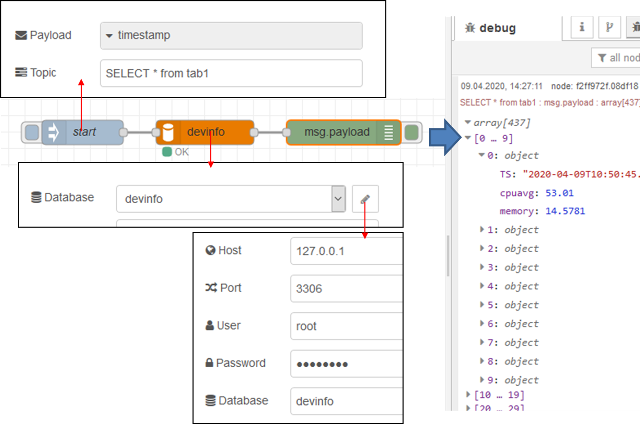 Payload
timestamp
Topic
SELECT * from tab1
start
devinfo
msg.payload
OK
Database
devinfo
Host
127.0.0.1
Port
3306
User
root
Password
●●●●●●●●
Database
devinfo
debug
i
all node
09.04.2020, 14:27:11 node: f2ff972f.08df18
SELECT * from tab1 : msg.payload : array[437]
array[437]
[0 … 9]
0: object
TS: "2020-04-09T10:50:45.
cpuavg: 53.01
memory: 14.5781
1: object
2: object
3: object
4: object
5: object
6: object
7: object
8: object
9: object
[10 … 19]
[20 … 29]